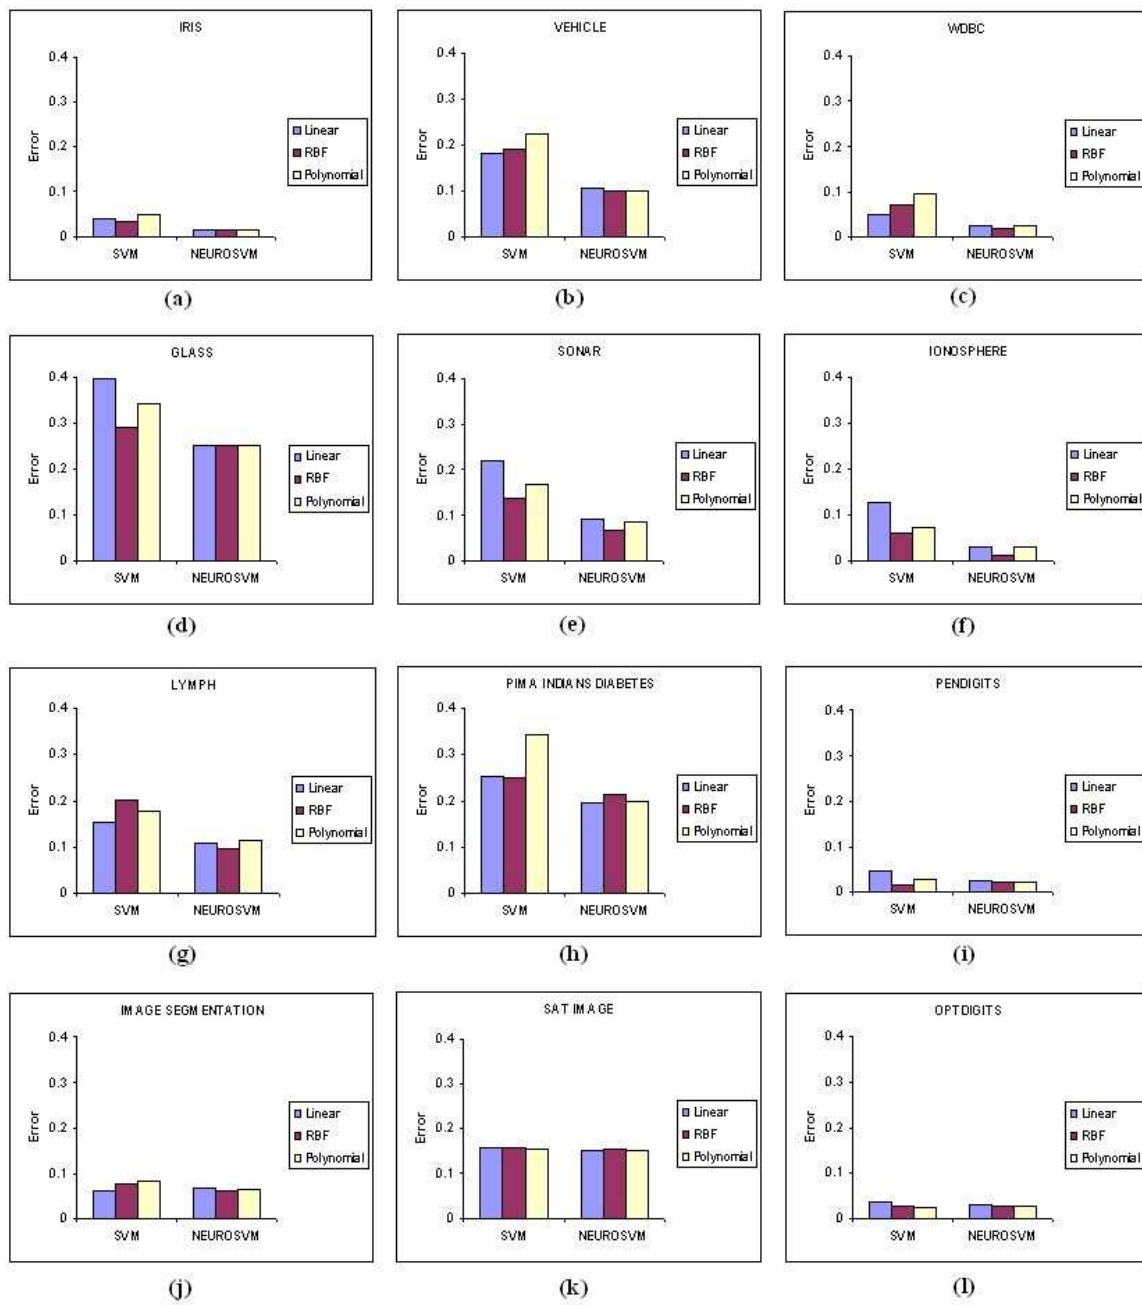 IRIS
0.4
0.3
0.2
0.1
0
Error
SVM
NEUROSVM
Linear
RBF
Polynomial
(a)
VEHICLE
0.4
0.3
0.2
0.1
0
Error
SVM
NEUROSVM
Linear
RBF
Polynomial
(b)
WDBC
0.4
0.3
0.2
0.1
0
Error
SVM
NEUROSVM
Linear
RBF
Polynomial
(c)
GLASS
0.4
0.3
0.2
0.1
0
Error
SVM
NEUROSVM
Linear
RBF
Polynomial
(d)
SONAR
0.4
0.3
0.2
0.1
0
Error
SVM
NEUROSVM
Linear
RBF
Polynomial
(e)
IONOSPHERE
0.4
0.3
0.2
0.1
0
Error
SVM
NEUROSVM
Linear
RBF
Polynomial
(f)
LYMPH
0.4
0.3
0.2
0.1
0
Error
SVM
NEUROSVM
Linear
RBF
Polynomial
(g)
PIMA INDIANS DIABETES
0.4
0.3
0.2
0.1
0
Error
SVM
NEUROSVM
Linear
RBF
Polynomial
(h)
PENDIGITS
0.4
0.3
0.2
0.1
0
Error
SVM
NEUROSVM
Linear
RBF
Polynomial
(i)
IMAGE SEGMENTATION
0.4
0.3
0.2
0.1
0
Error
SVM
NEUROSVM
Linear
RBF
Polynomial
(j)
SAT IMAGE
0.4
0.3
0.2
0.1
0
Error
SVM
NEUROSVM
Linear
RBF
Polynomial
(k)
OPTDIGITS
0.4
0.3
0.2
0.1
0
Error
SVM
NEUROSVM
Linear
RBF
Polynomial
(l)